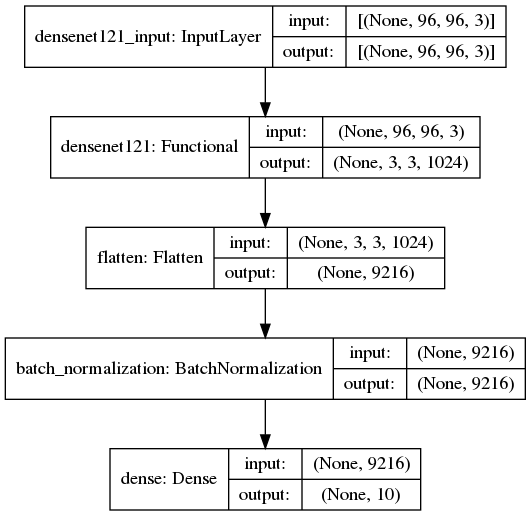 densenet121_input: InputLayer
input:
[(None, 96, 96, 3)]
output:
[(None, 96, 96, 3)]
densenet121: Functional
input:
(None, 96, 96, 3)
output:
(None, 3, 3, 1024)
flatten: Flatten
input:
(None, 3, 3, 1024)
output:
(None, 9216)
batch_normalization: BatchNormalization
input:
(None, 9216)
output:
(None, 9216)
dense: Dense
input:
(None, 9216)
output:
(None, 10)